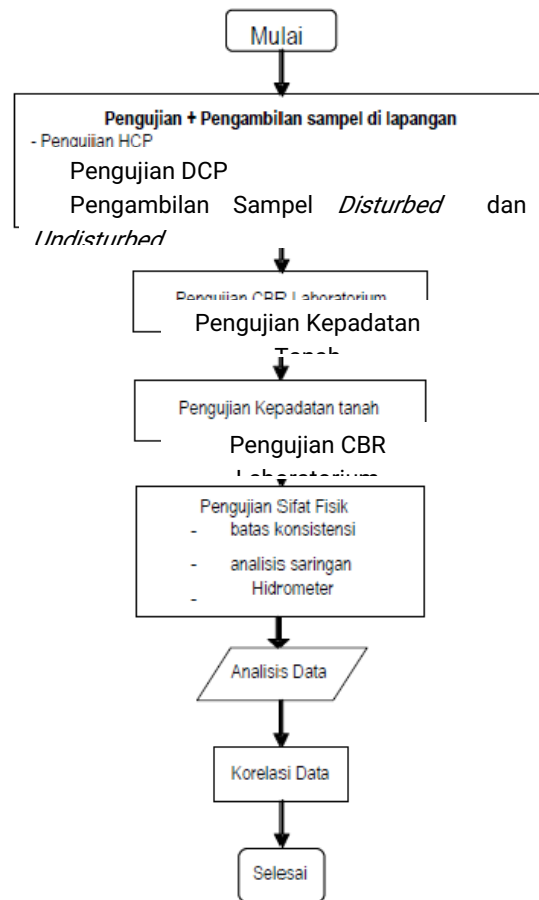 Mulai
Pengujian + Pengambilan sampel di lapangan
- Pengujian HCP
Pengujian DCP
Pengambilan Sampel Disturbed dan
Undisturbed
Pengujian CBR Laboratorium
Pengujian Kepadatan
Tanah
Pengujian Kepadatan tanah
Pengujian CBR
Laboratorium
Pengujian Sifat Fisik
- batas konsistensi
- analisis saringan
- Hidrometer
Analisis Data
Korelasi Data
Selesai